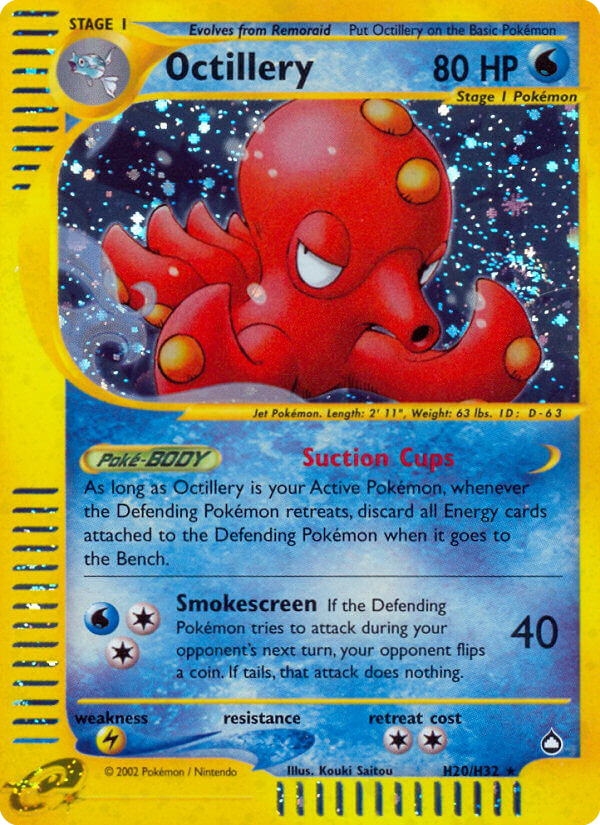 STAGE 1
Evolves from Remoraid Put Octillery on the Basic Pokémon
Octillery 80 HP
Stage 1 Pokémon
Jet Pokémon. Length: 2' 11", Weight: 63 lbs. ID: D-63
Poké-BODY Suction Cups
As long as Octillery is your Active Pokémon, whenever
the Defending Pokémon retreats, discard all Energy cards
attached to the Defending Pokémon when it goes to
the Bench.
Smokescreen If the Defending
Pokémon tries to attack during your
opponent's next turn, your opponent flips
a coin. If tails, that attack does nothing.
40
weakness resistance retreat cost
© 2002 Pokémon / Nintendo Illus. Kouki Saitou H20/H32 ★